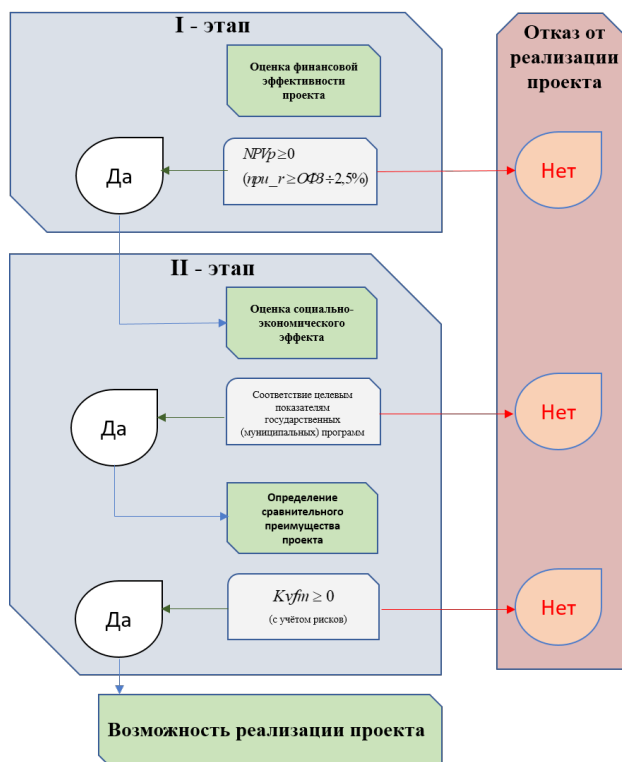 I - этап
Отказ от
реализации
проекта
Оценка финансовой
эффективности
проекта
Да
NPVp≥0
(при_r≥ОФЗ÷2,5%)
Нет
II - этап
Оценка социально-
экономического
эффекта
Да
Соответствие целевым
показателям
государственных
(муниципальных) программ
Нет
Определение
сравнительного
преимущества
проекта
Да
Kvfm ≥ 0
(с учётом рисков)
Нет
Возможность реализации проекта